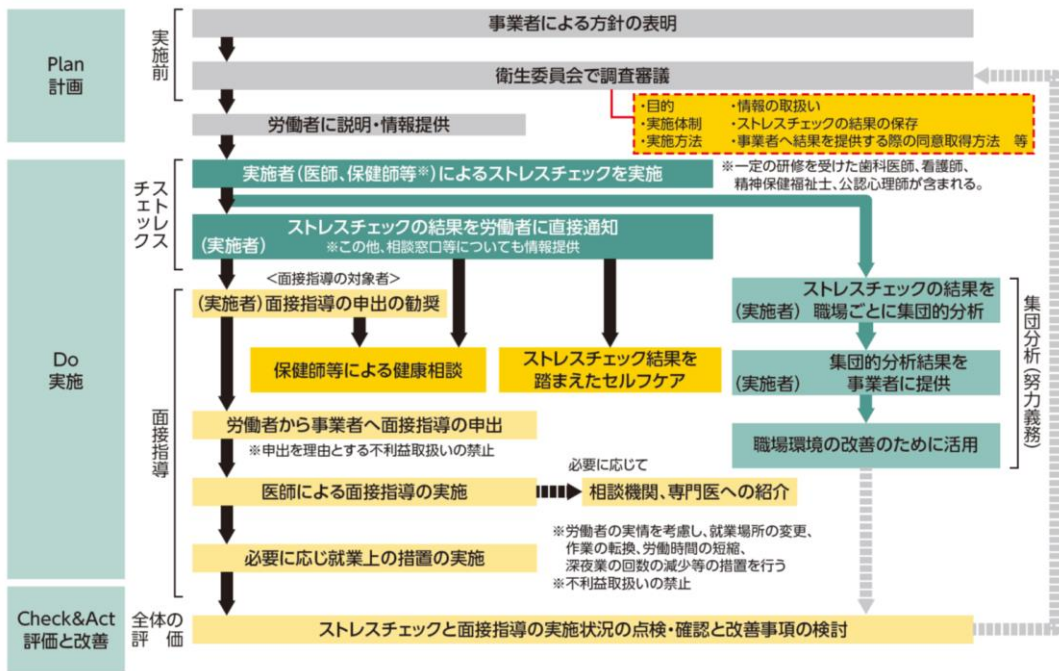 Plan
計画
実施前
事業者による方針の表明
衛生委員会で調査審議
・目的
・実施体制
・実施方法
・情報の取扱い
・ストレスチェックの結果の保存
・事業者へ結果を提供する際の同意取得方法 等
労働者に説明・情報提供
Do
実施
ストレス
チェック
実施者(医師、保健師等※)によるストレスチェックを実施
※一定の研修を受けた歯科医師、看護師、
精神保健福祉士、公認心理師が含まれる。
ストレスチェックの結果を労働者に直接通知
(実施者)
※この他、相談窓口等についても情報提供
面接指導
<面接指導の対象者>
(実施者)面接指導の申出の勧奨
保健師等による健康相談
ストレスチェック結果を
踏まえたセルフケア
労働者から事業者へ面接指導の申出
※申出を理由とする不利益取扱いの禁止
医師による面接指導の実施
必要に応じて
相談機関、専門医への紹介
必要に応じ就業上の措置の実施
※労働者の実情を考慮し、就業場所の変更、
作業の転換、労働時間の短縮、
深夜業の回数の減少等の措置を行う
※不利益取扱いの禁止
集団分析(努力義務)
ストレスチェックの結果を
(実施者) 職場ごとに集団的分析
集団的分析結果を
(実施者) 事業者に提供
職場環境の改善のために活用
Check&Act
評価と改善
全体の
評価
ストレスチェックと面接指導の実施状況の点検・確認と改善事項の検討